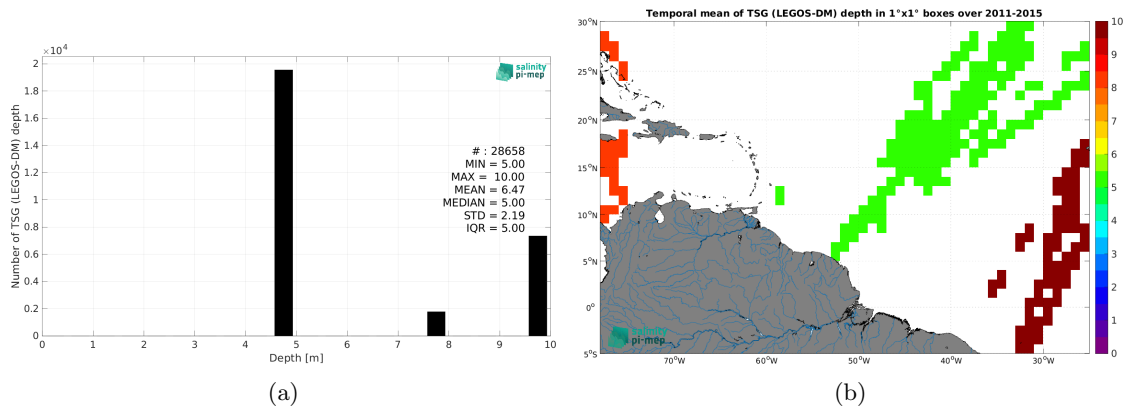 ×10⁴
2
1.8
1.6
1.4
1.2
1
0.8
0.6
0.4
0.2
0
Number of TSG (LEGOS-DM) depth
0 1 2 3 4 5 6 7 8 9 10
Depth [m]
salinity
pi-mep
# : 28658
MIN = 5.00
MAX = 10.00
MEAN = 6.47
MEDIAN = 5.00
STD = 2.19
IQR = 5.00
(a)
Temporal mean of TSG (LEGOS-DM) depth in 1°x1° boxes over 2011-2015
30°N
25°N
20°N
15°N
10°N
5°N
0°
5°S
70°W 60°W 50°W 40°W 30°W
salinity
pi-mep
10
9
8
7
6
5
4
3
2
1
0
(b)